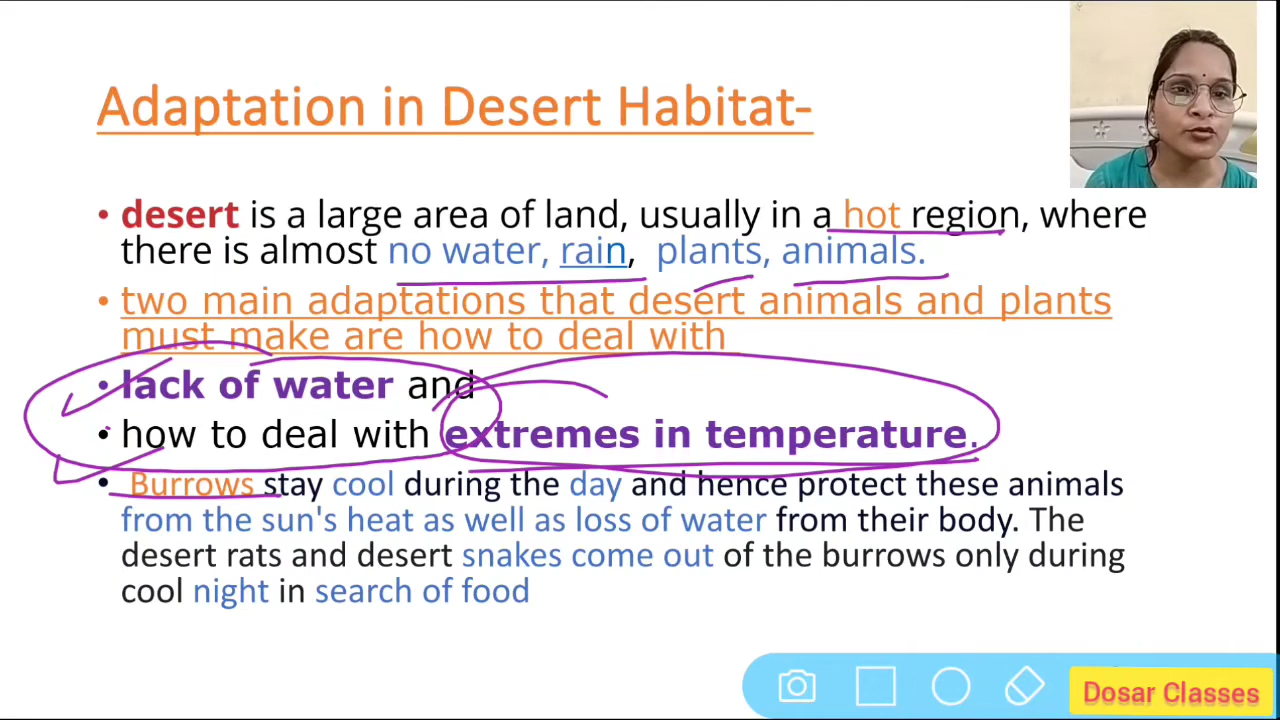 Adaptation in Desert Habitat-
• desert is a large area of land, usually in a hot region, where
there is almost no water, rain, plants, animals.
• two main adaptations that desert animals and plants
must make are how to deal with
• lack of water and
• how to deal with extremes in temperature.
• Burrows stay cool during the day and hence protect these animals
from the sun's heat as well as loss of water from their body. The
desert rats and desert snakes come out of the burrows only during
cool night in search of food
Dosar Classes